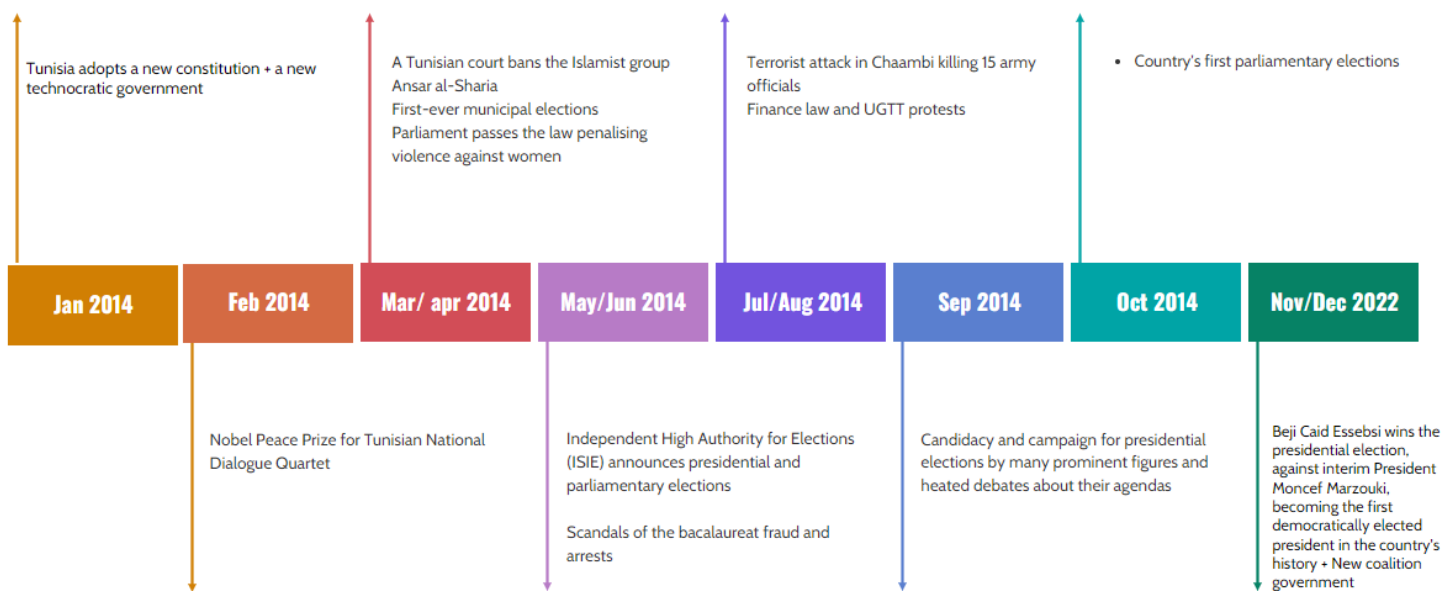 Tunisia adopts a new constitution + a new
technocratic government
A Tunisian court bans the Islamist group
Ansar al-Sharia
First-ever municipal elections
Parliament passes the law penalising
violence against women
Terrorist attack in Chaambi killing 15 army
officials
Finance law and UGTT protests
• Country's first parliamentary elections
Jan 2014
Feb 2014
Mar/ apr 2014
May/Jun 2014
Jul/Aug 2014
Sep 2014
Oct 2014
Nov/Dec 2022
Nobel Peace Prize for Tunisian National
Dialogue Quartet
Independent High Authority for Elections
(ISIE) announces presidential and
parliamentary elections
Scandals of the bacalaureat fraud and
arrests
Candidacy and campaign for presidential
elections by many prominent figures and
heated debates about their agendas
Beji Caid Essebsi wins the
presidential election,
against interim President
Moncef Marzouki,
becoming the first
democratically elected
president in the country's
history + New coalition
government